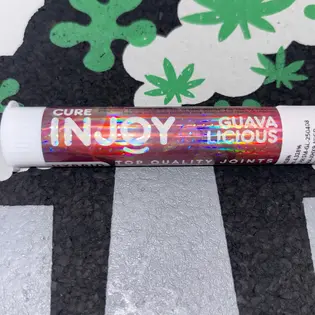 CURE
INJOY
GUAVA
LICIOUS
TOP QUALITY JOINTS